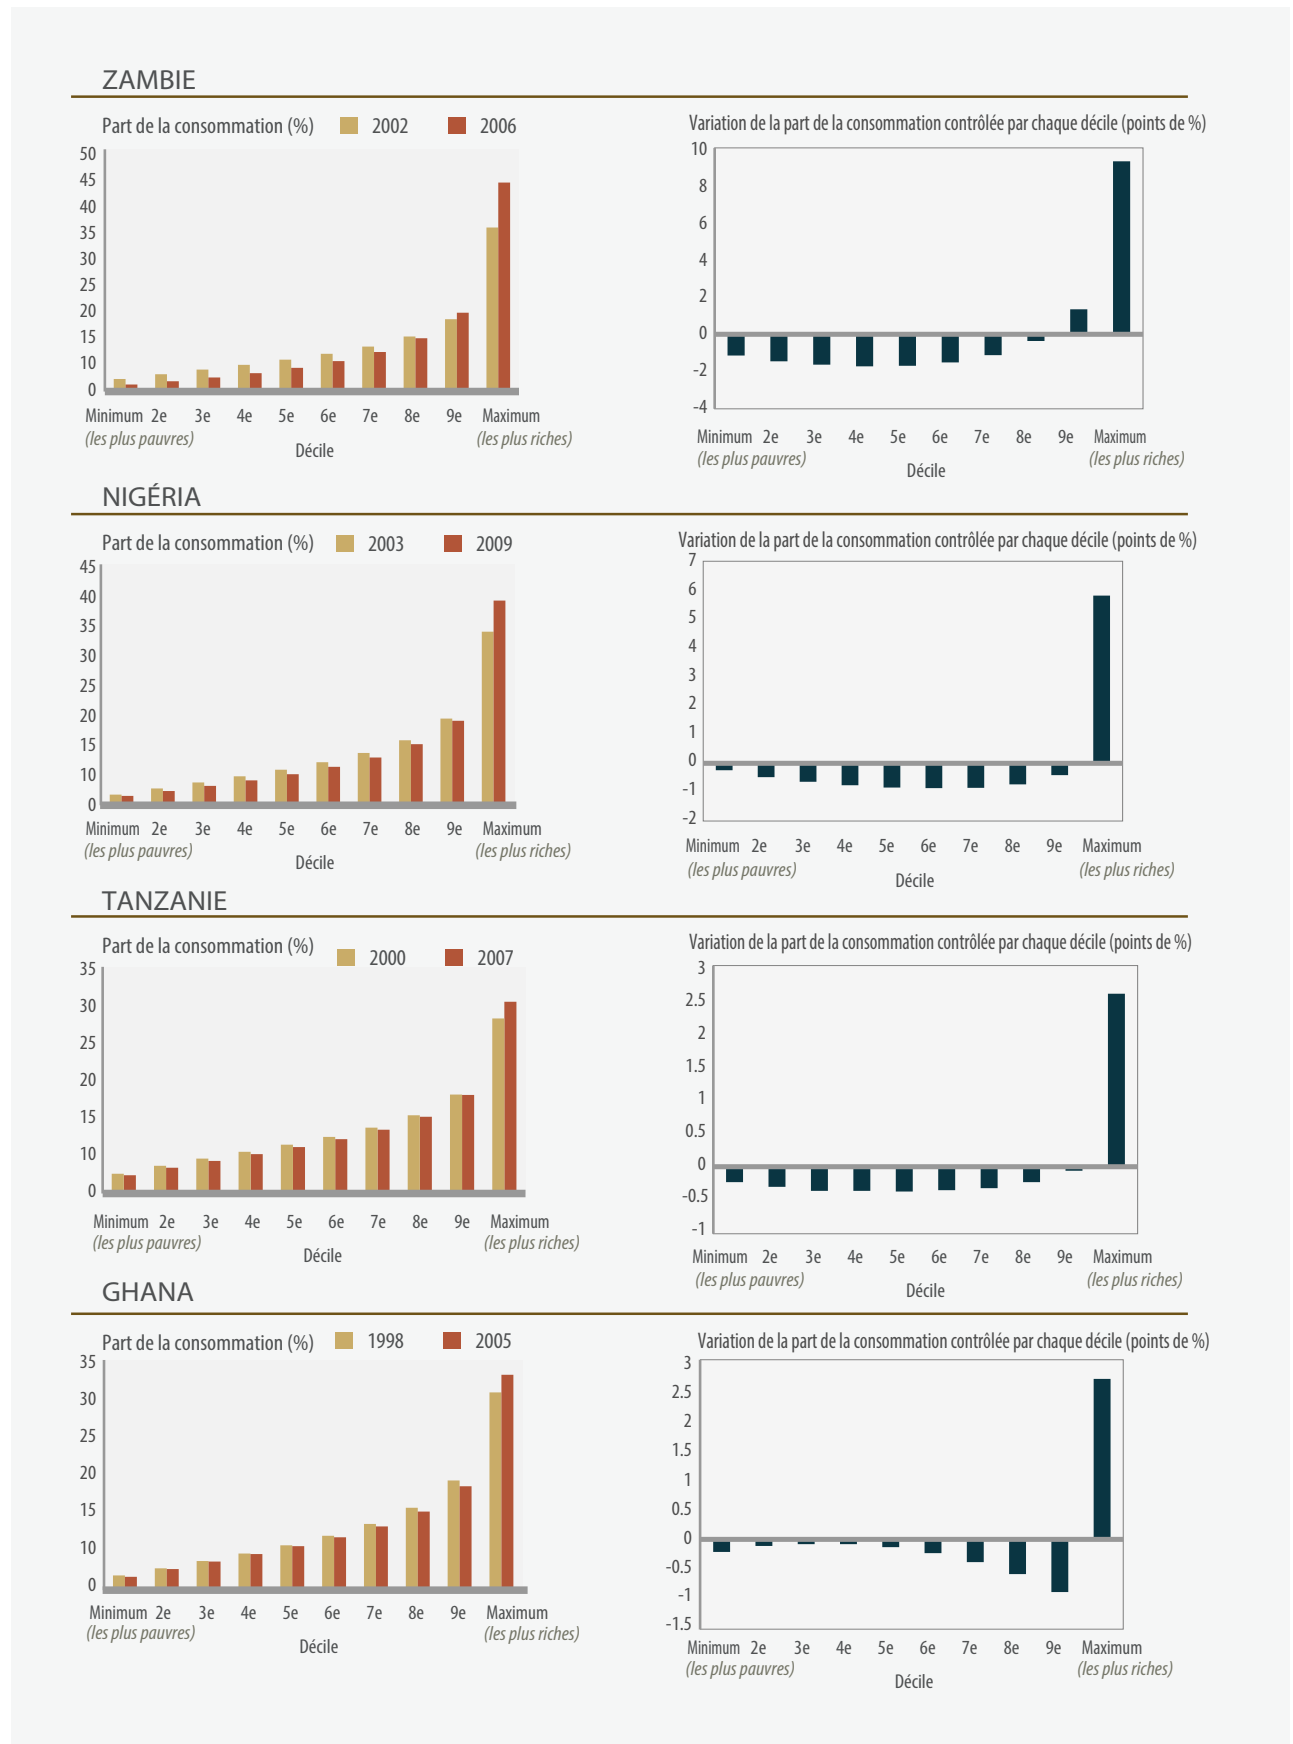 ZAMBIE
Part de la consommation (%) 2002 2006
50
45
40
35
30
25
20
15
10
0
Minimum 2e 3e 4e 5e 6e 7e 8e 9e Maximum
(les plus pauvres) (les plus riches)
Décile
Variation de la part de la consommation contrôlée par chaque décile (points de %)
10
8
6
4
2
0
-2
-4
Minimum 2e 3e 4e 5e 6e 7e 8e 9e Maximum
(les plus pauvres) (les plus riches)
Décile
NIGÉRIA
Part de la consommation (%) 2003 2009
45
40
35
30
25
20
15
10
0
Minimum 2e 3e 4e 5e 6e 7e 8e 9e Maximum
(les plus pauvres) (les plus riches)
Décile
Variation de la part de la consommation contrôlée par chaque décile (points de %)
7
6
5
4
3
2
1
0
-1
-2
Minimum 2e 3e 4e 5e 6e 7e 8e 9e Maximum
(les plus pauvres) (les plus riches)
Décile
TANZANIE
Part de la consommation (%) 2000 2007
35
30
25
20
15
10
0
Minimum 2e 3e 4e 5e 6e 7e 8e 9e Maximum
(les plus pauvres) (les plus riches)
Décile
Variation de la part de la consommation contrôlée par chaque décile (points de %)
3
2.5
2
1.5
1
0.5
0
-0.5
-1
Minimum 2e 3e 4e 5e 6e 7e 8e 9e Maximum
(les plus pauvres) (les plus riches)
Décile
GHANA
Part de la consommation (%) 1998 2005
35
30
25
20
15
10
0
Minimum 2e 3e 4e 5e 6e 7e 8e 9e Maximum
(les plus pauvres) (les plus riches)
Décile
Variation de la part de la consommation contrôlée par chaque décile (points de %)
3
2.5
2
1.5
1
0.5
0
-0.5
-1
-1.5
Minimum 2e 3e 4e 5e 6e 7e 8e 9e Maximum
(les plus pauvres) (les plus riches)
Décile